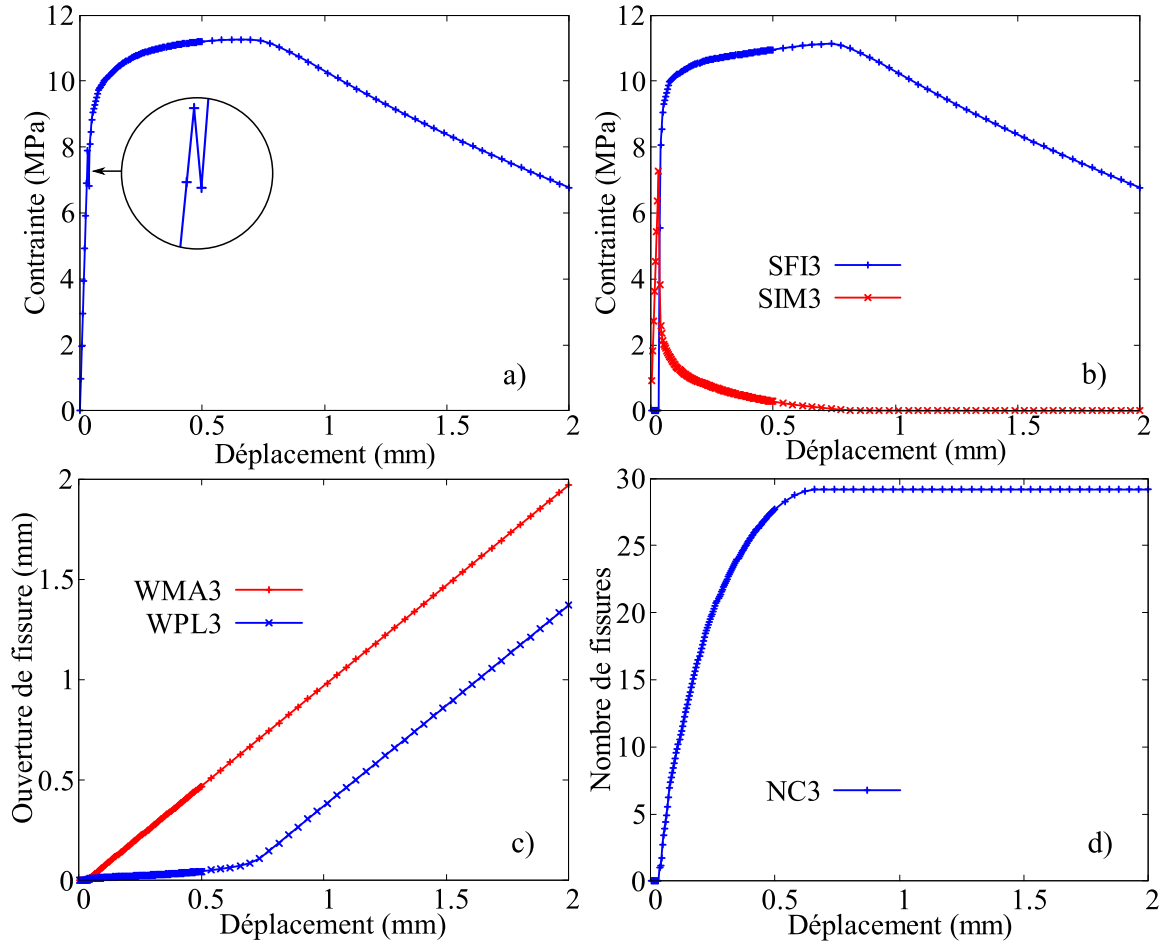 12
10
8
6
4
2
0
Contrainte (MPa)
a)
0 0.5 1 1.5 2
Déplacement (mm)
12
10
8
6
4
2
0
Contrainte (MPa)
SFI3
SIM3
b)
0 0.5 1 1.5 2
Déplacement (mm)
2
1.5
1
0.5
0
Ouverture de fissure (mm)
WMA3
WPL3
c)
0 0.5 1 1.5 2
Déplacement (mm)
30
25
20
15
10
5
0
Nombre de fissures
NC3
d)
0 0.5 1 1.5 2
Déplacement (mm)